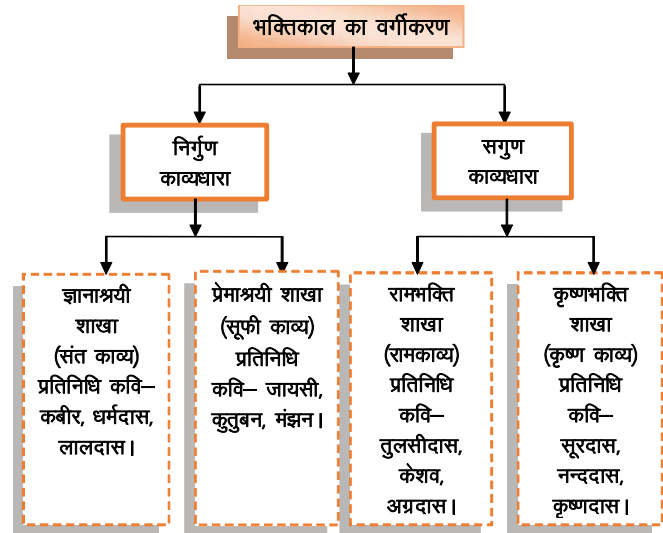 भक्तिकाल का वर्गीकरण
निर्गुण
काव्यधारा
सगुण
काव्यधारा
ज्ञानाश्रयी
शाखा
(संत काव्य)
प्रतिनिधि कवि–
कबीर, धर्मदास,
लालदास।
प्रेमाश्रयी शाखा
(सूफी काव्य)
प्रतिनिधि
कवि– जायसी,
कुतुबन, मंझन।
रामभक्ति
शाखा
(रामकाव्य)
प्रतिनिधि
कवि–
तुलसीदास,
केशव,
अग्रदास।
कृष्णभक्ति
शाखा
(कृष्ण काव्य)
प्रतिनिधि
कवि–
सूरदास,
नन्ददास,
कृष्णदास।